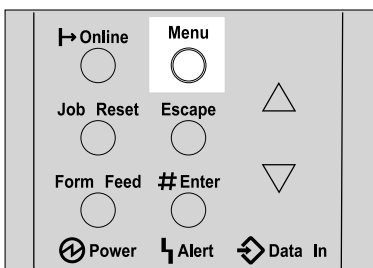 Online Menu
Job Reset Escape
Form Feed # Enter
Power Alert Data In